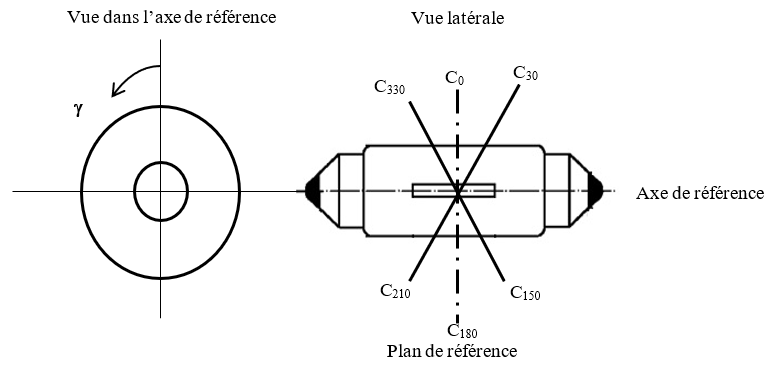 Vue dans l’axe de référence
Vue latérale
C330
C0
C30
γ
Axe de référence
C210
C150
C180
Plan de référence